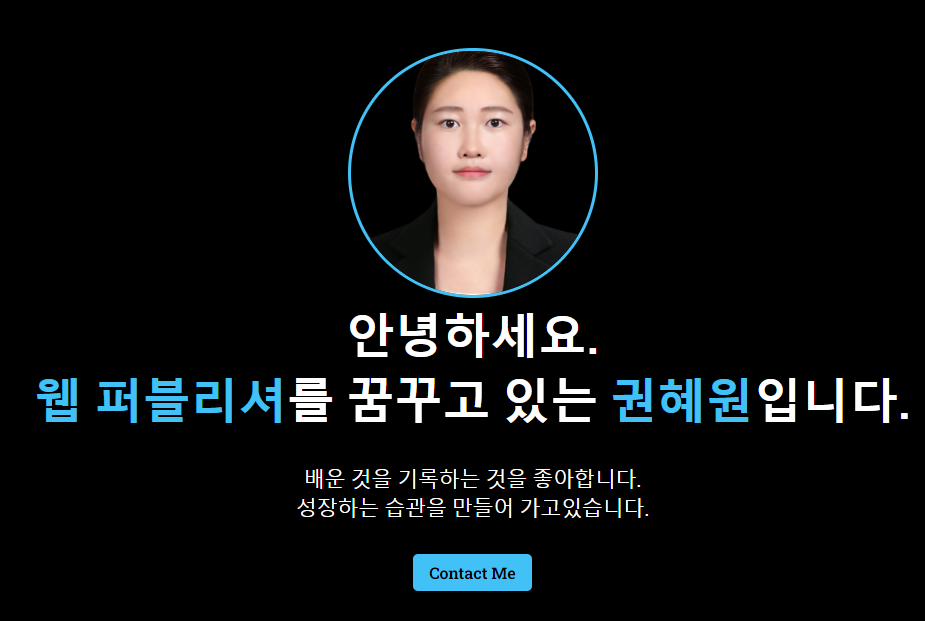 안녕하세요.
웹 퍼블리셔를 꿈꾸고 있는 권혜원입니다.
배운 것을 기록하는 것을 좋아합니다.
성장하는 습관을 만들어 가고있습니다.
Contact Me